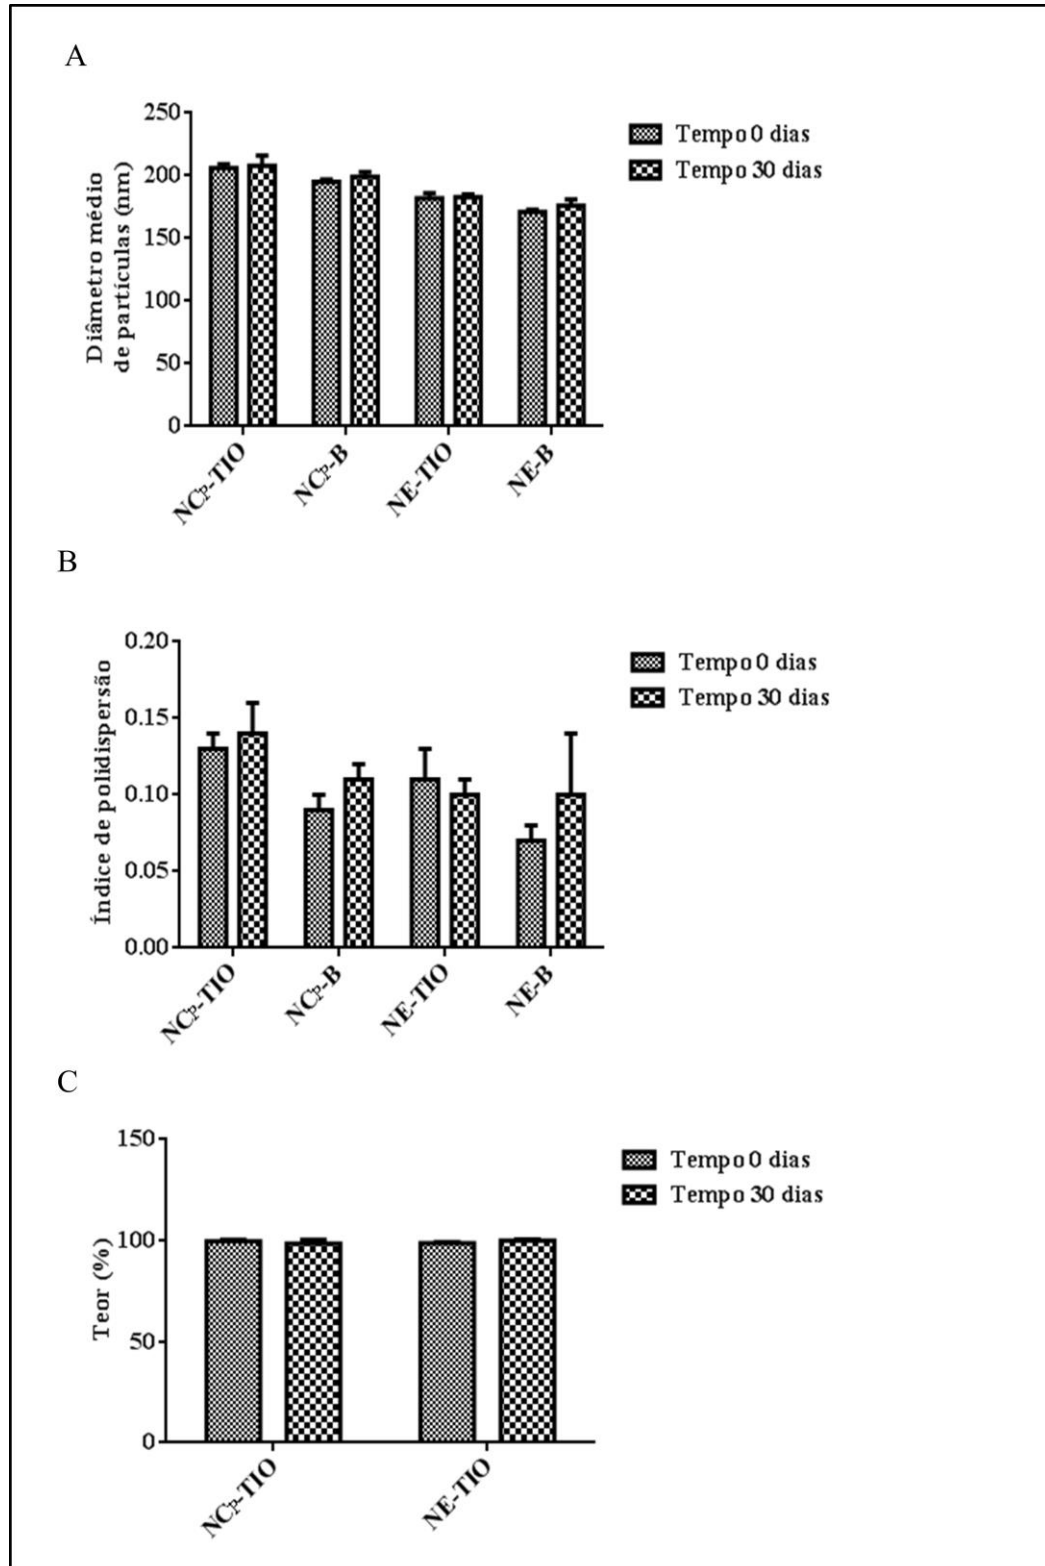 A
250
200
150
100
50
0
Diâmetro médio
de partículas (nm)
Tempo 0 dias
Tempo 30 dias
NCP-TIO
NCP-B
NE-TIO
NE-B
B
0.20
0.15
0.10
0.05
0.00
Índice de polidispersão
Tempo 0 dias
Tempo 30 dias
NCP-TIO
NCP-B
NE-TIO
NE-B
C
150
100
50
0
Teor (%)
Tempo 0 dias
Tempo 30 dias
NCP-TIO
NE-TIO